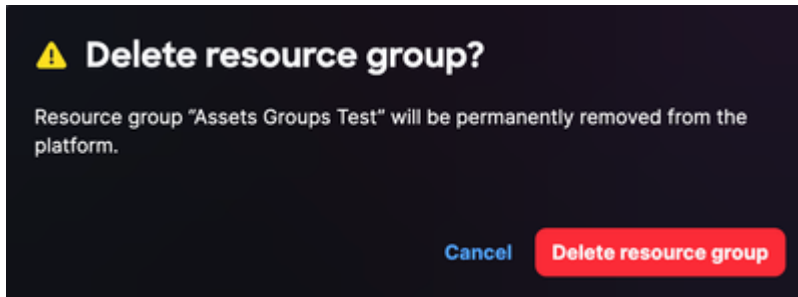 Delete resource group?
Resource group “Assets Groups Test” will be permanently removed from the
platform.
Cancel Delete resource group